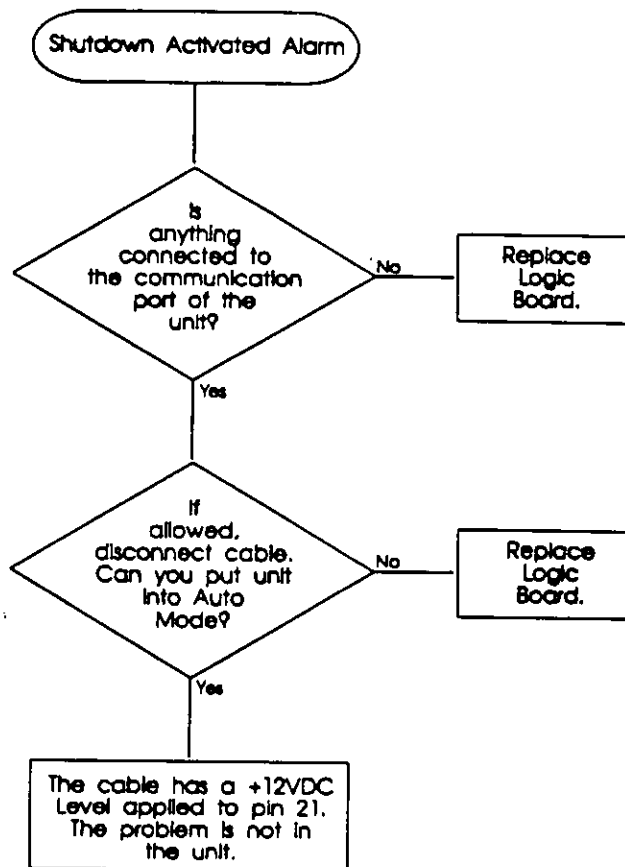 Shutdown Activated Alarm
Is
anything
connected to
the communication
port of the
unit?
No
Replace
Logic
Board.
Yes
If
allowed,
disconnect cable.
Can you put unit
into Auto
Mode?
No
Replace
Logic
Board.
Yes
The cable has a +12VDC
Level applied to pin 21.
The problem is not in
the unit.